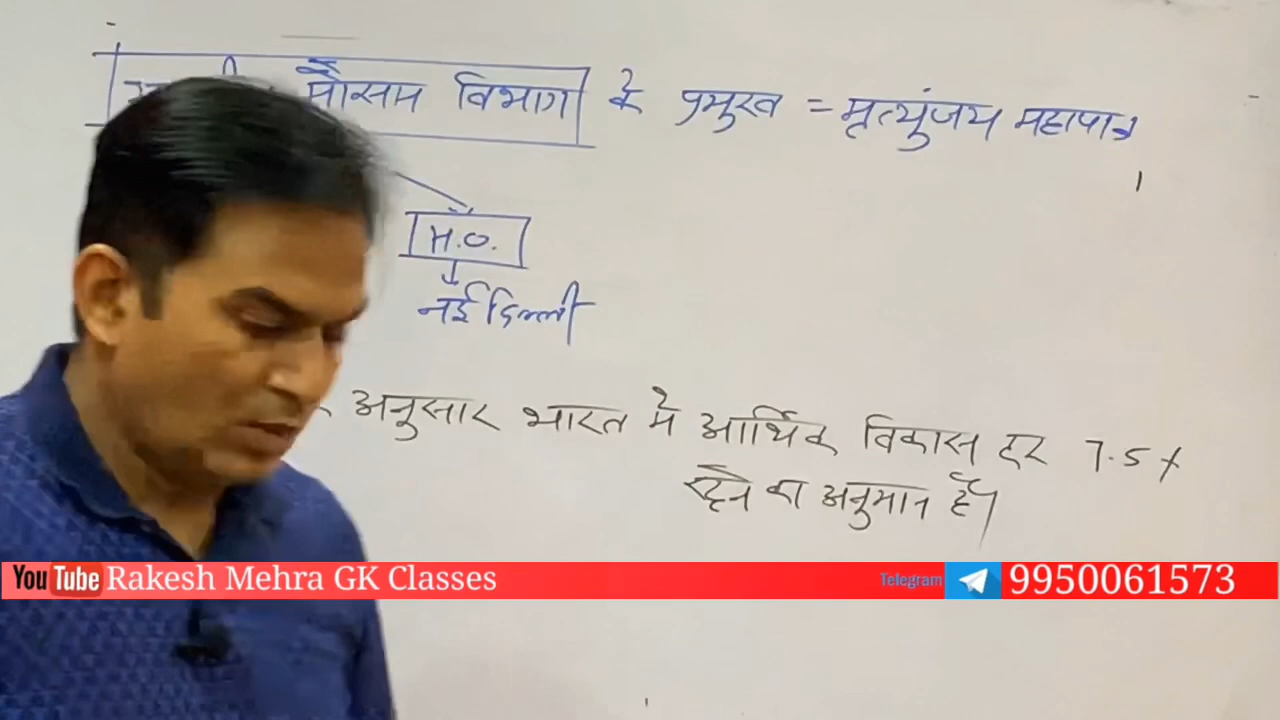 मौसम विभाग के प्रमुख = मृत्युंजय महापात्र
H.O.
नई दिल्ली
अनुसार भारत मे आर्थिक विकास दर 7.5%
रहने का अनुमान है।
YouTube Rakesh Mehra GK Classes Telegram 9950061573